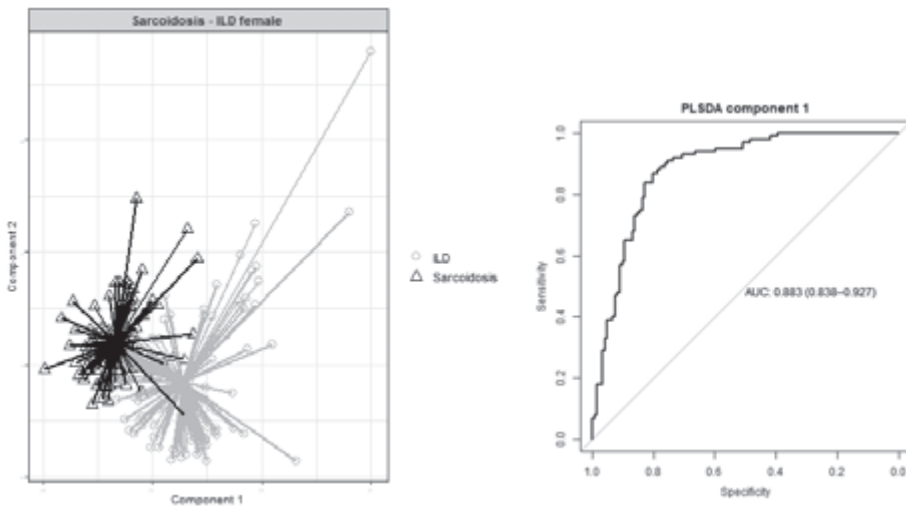 Sarcoidosis - ILD female
Component 2
Component 1
ILD
Sarcoidosis
PLSDA component 1
Sensitivity
1.0
0.8
0.6
0.4
0.2
0.0
AUC: 0.883 (0.838–0.927)
1.0 0.8 0.6 0.4 0.2 0.0
Specificity